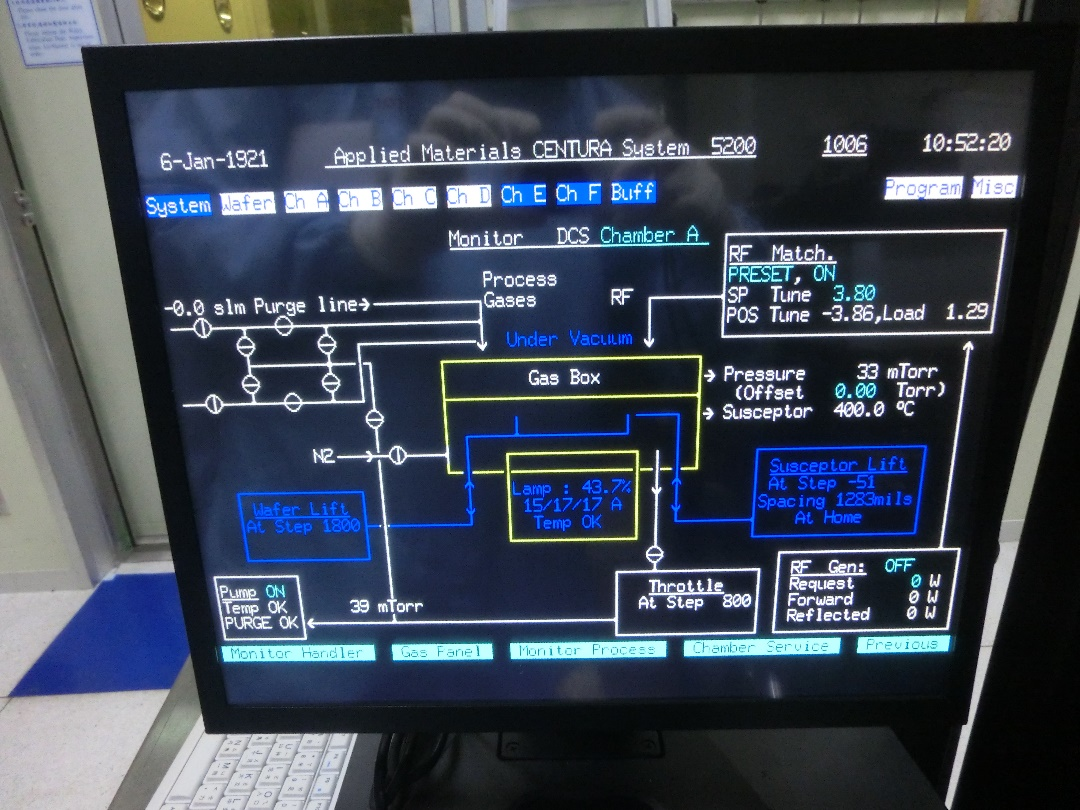 6-Jan-1921 Applied Materials CENTURA System 5200 1006 10:52:20
System Wafer Ch A Ch B Ch C Ch D Ch E Ch F Buff Program Misc
Monitor DCS Chamber A
RF Match.
PRESET, ON
SP Tune 3.80
POS Tune -3.86,Load 1.29
Process
Gases
RF
-0.0 slm Purge line
Under Vacuum
Gas Box
Pressure 33 mTorr
(Offset 0.00 Torr)
Susceptor 400.0 ºC
N2
Lamp : 43.7%
15/17/17 A
Temp OK
Susceptor Lift
At Step -51
Spacing 1283mils
At Home
Wafer Lift
At Step 1800
Pump ON
Temp OK
PURGE OK
39 mTorr
Throttle
At Step 800
RF Gen: OFF
Request 0 W
Forward 0 W
Reflected 0 W
Monitor Handler Gas Panel Monitor Process Chamber Service Previous